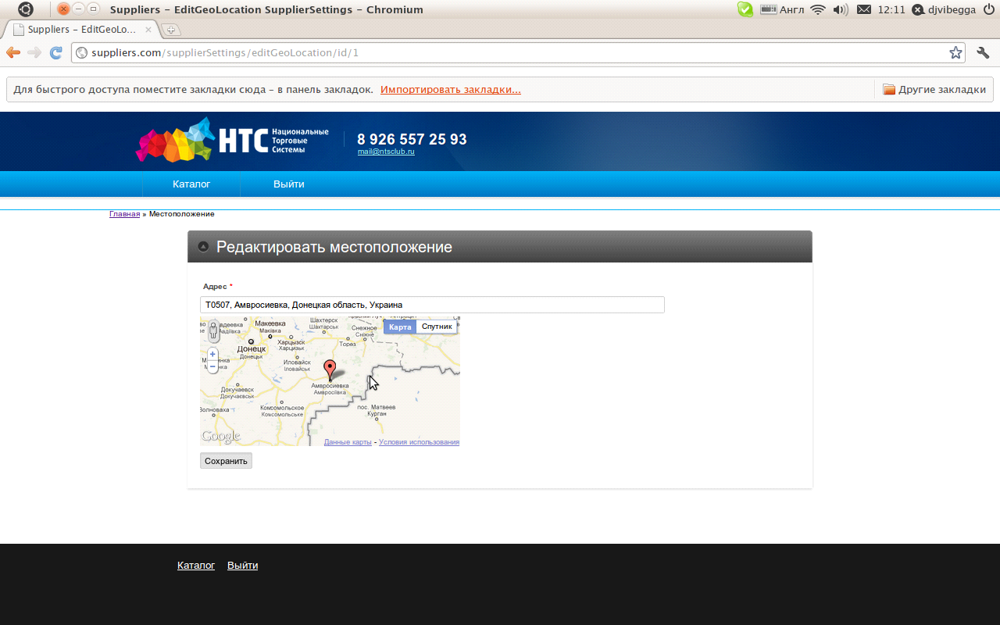 Suppliers – EditGeoLocation SupplierSettings – Chromium
Англ
12:11
djvibegga
Suppliers – EditGeoLo...
suppliers.com/supplierSettings/editGeoLocation/id/1
Для быстрого доступа поместите закладки сюда – в панель закладок. Импортировать закладки...
Другие закладки
НТС
Национальные
Торговые
Системы
8 926 557 25 93
mail@ntsclub.ru
Каталог
Выйти
Главная » Местоположение
Редактировать местоположение
Адрес *
Т0507, Амвросиевка, Донецкая область, Украина
Карта
Спутник
Макеевка
Макіївка
Шахтерск
Шахтарськ
Снежное
Сніжне
Донецк
Донецьк
Харцызск
Харцизьк
Торез
Иловайск
Іловайськ
Амвросиевка
Амвросіївка
Докучаевск
Докучаєвськ
Волноваха
Комсомольское
Комсомольське
пос. Матвеев
Курган
Google
Данные карты - Условия использования
Сохранить
Каталог
Выйти